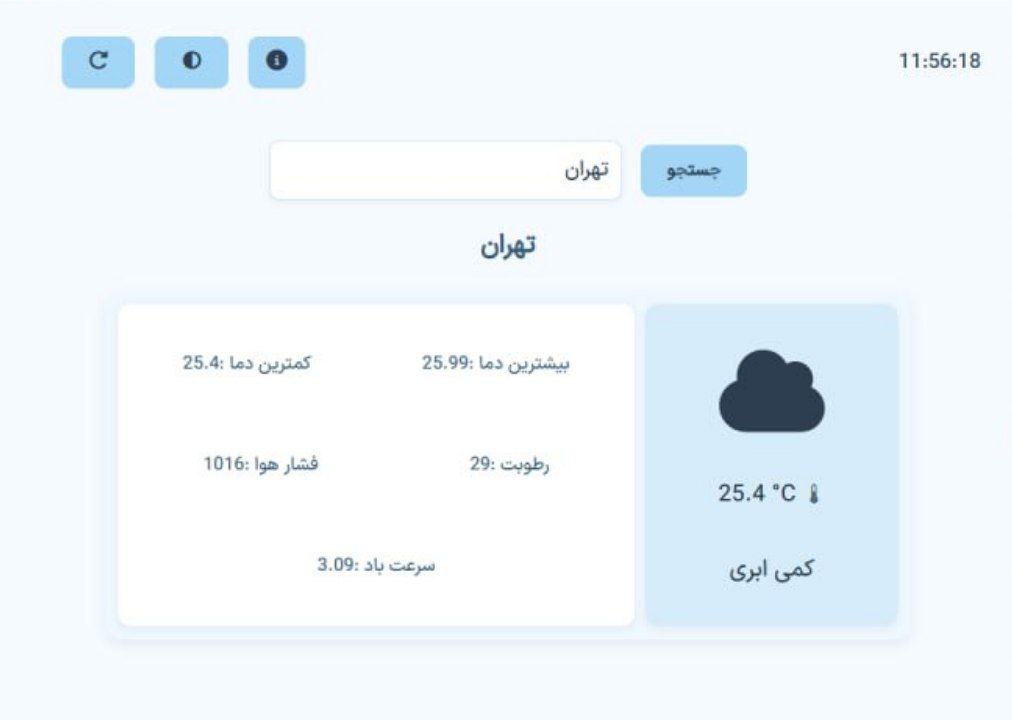 11:56:18
جستجو
تهران
تهران
25.4 °C
کمی ابری
بیشترین دما :25.99
کمترین دما :25.4
رطوبت :29
فشار هوا :1016
سرعت باد :3.09